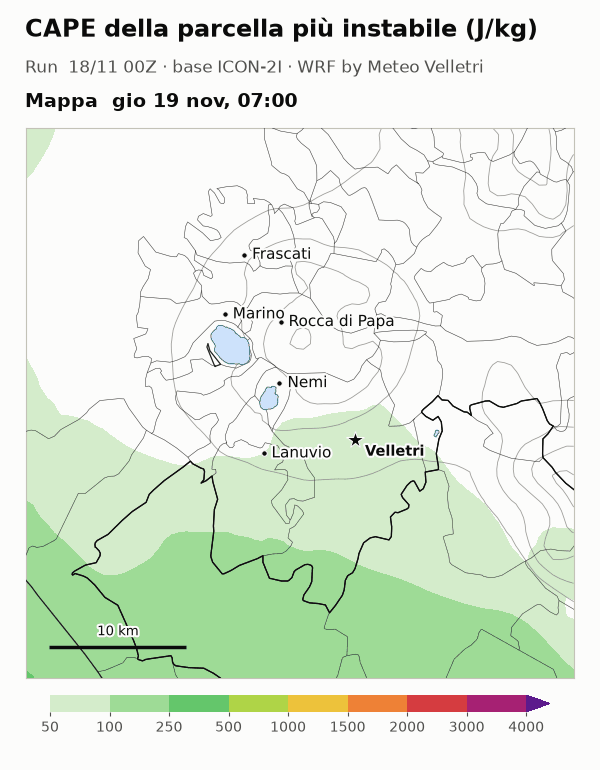 CAPE della parcella più instabile (J/kg)
Run  18/11 00Z · base ICON-2I · WRF by Meteo Velletri
Mappa  gio 19 nov, 07:00
Frascati
Marino
Rocca di Papa
Nemi
Velletri
Lanuvio
10 km
50 100 250 500 1000 1500 2000 3000 4000